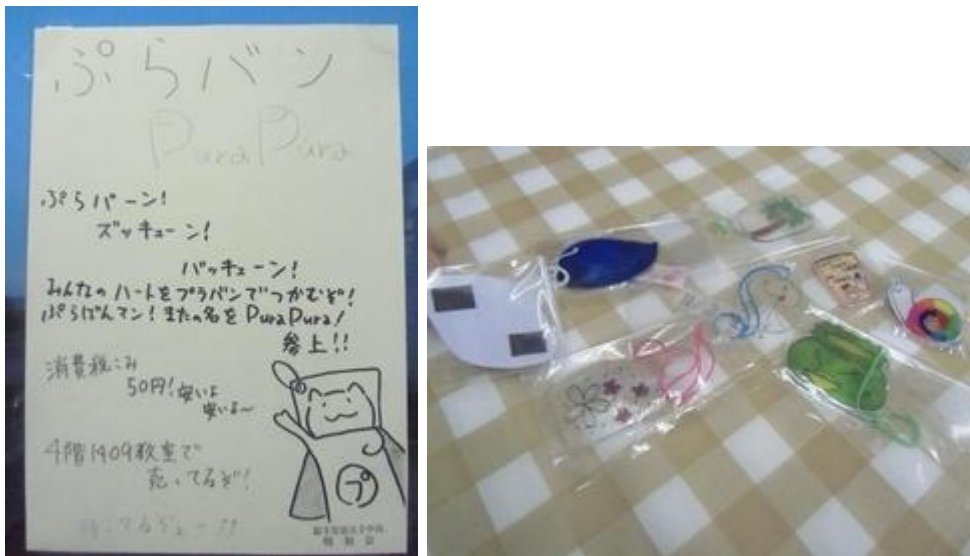 ぷらバン
PuraPura
ぷらバーン!
ズッキューン!
バッキューン!
みんなのハートをプラバンでつかむぞ!
ぷらばんマン!またの名をPuraPura!
参上!!
消費税こみ
50円!安いよ
安いよ〜
4階1409教室で
売ってるぞ!
プ